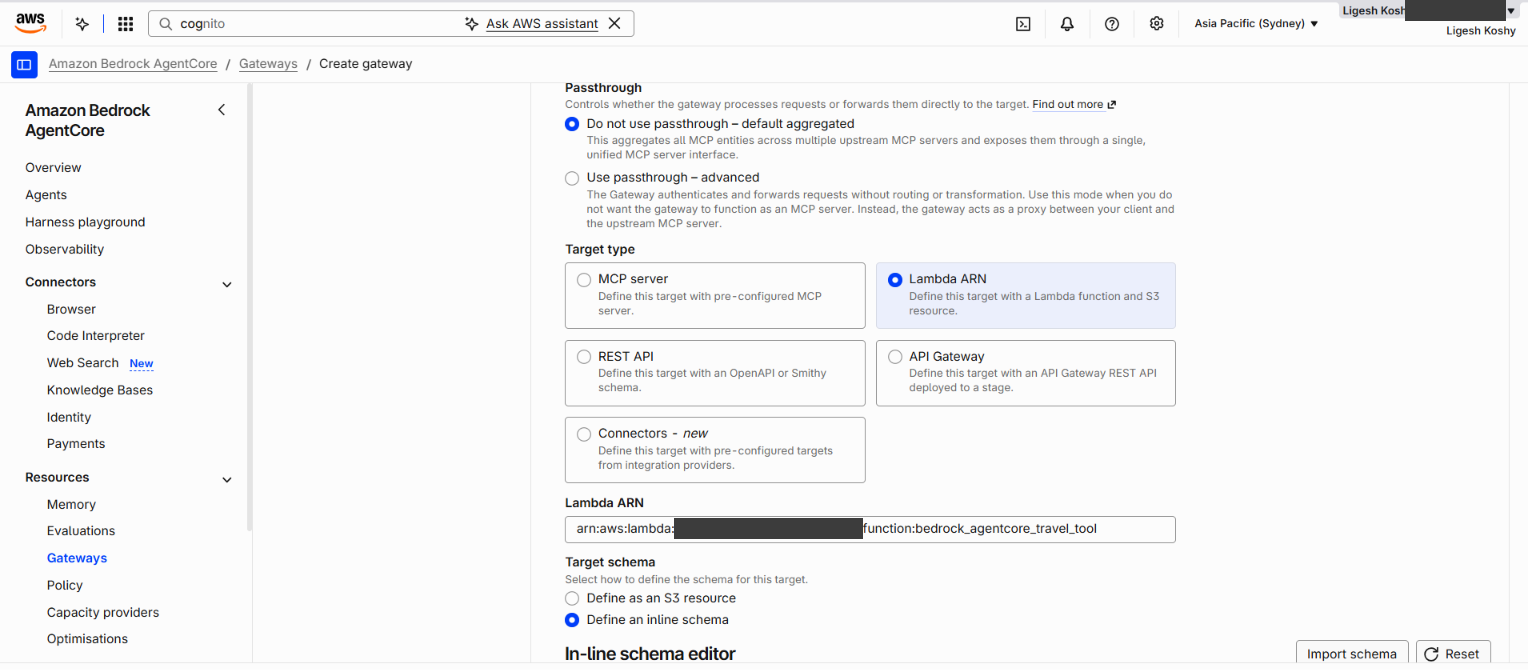 aws
cognito
Ask AWS assistant
Asia Pacific (Sydney)
Ligesh Kosh
Ligesh Koshy
Amazon Bedrock AgentCore / Gateways / Create gateway
Amazon Bedrock AgentCore
Overview
Agents
Harness playground
Observability
Connectors
Browser
Code Interpreter
Web Search New
Knowledge Bases
Identity
Payments
Resources
Memory
Evaluations
Gateways
Policy
Capacity providers
Optimisations
Passthrough
Controls whether the gateway processes requests or forwards them directly to the target. Find out more
Do not use passthrough – default aggregated
This aggregates all MCP entities across multiple upstream MCP servers and exposes them through a single,
unified MCP server interface.
Use passthrough – advanced
The Gateway authenticates and forwards requests without routing or transformation. Use this mode when you do
not want the gateway to function as an MCP server. Instead, the gateway acts as a proxy between your client and
the upstream MCP server.
Target type
MCP server
Define this target with pre-configured MCP
server.
Lambda ARN
Define this target with a Lambda function and S3
resource.
REST API
Define this target with an OpenAPI or Smithy
schema.
API Gateway
Define this target with an API Gateway REST API
deployed to a stage.
Connectors - new
Define this target with pre-configured targets
from integration providers.
Lambda ARN
arn:aws:lambda: function:bedrock_agentcore_travel_tool
Target schema
Select how to define the schema for this target.
Define as an S3 resource
Define an inline schema
In-line schema editor
Import schema
Reset